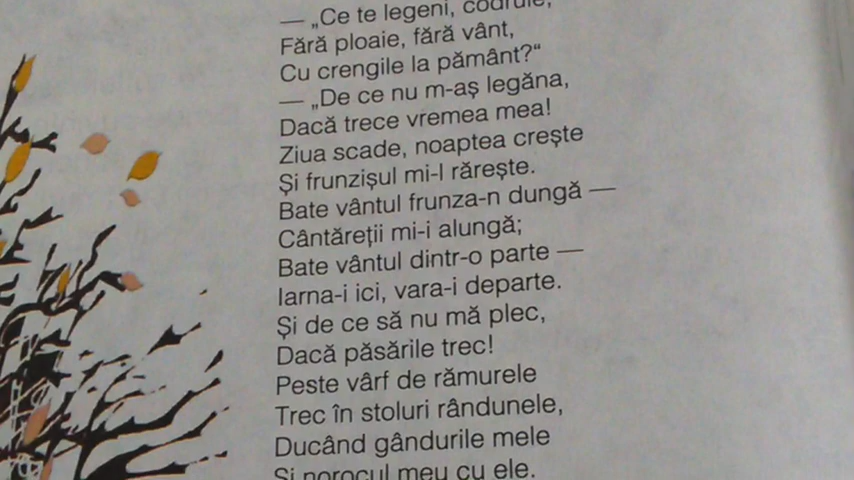 — „Ce te legeni, codrule,
Fără ploaie, fără vânt,
Cu crengile la pământ?“
— „De ce nu m-aș legăna,
Dacă trece vremea mea!
Ziua scade, noaptea crește
Și frunzișul mi-l rărește.
Bate vântul frunza-n dungă —
Cântăreții mi-i alungă;
Bate vântul dintr-o parte —
Iarna-i ici, vara-i departe.
Și de ce să nu mă plec,
Dacă păsările trec!
Peste vârf de rămurele
Trec în stoluri rândunele,
Ducând gândurile mele
Și norocul meu cu ele.